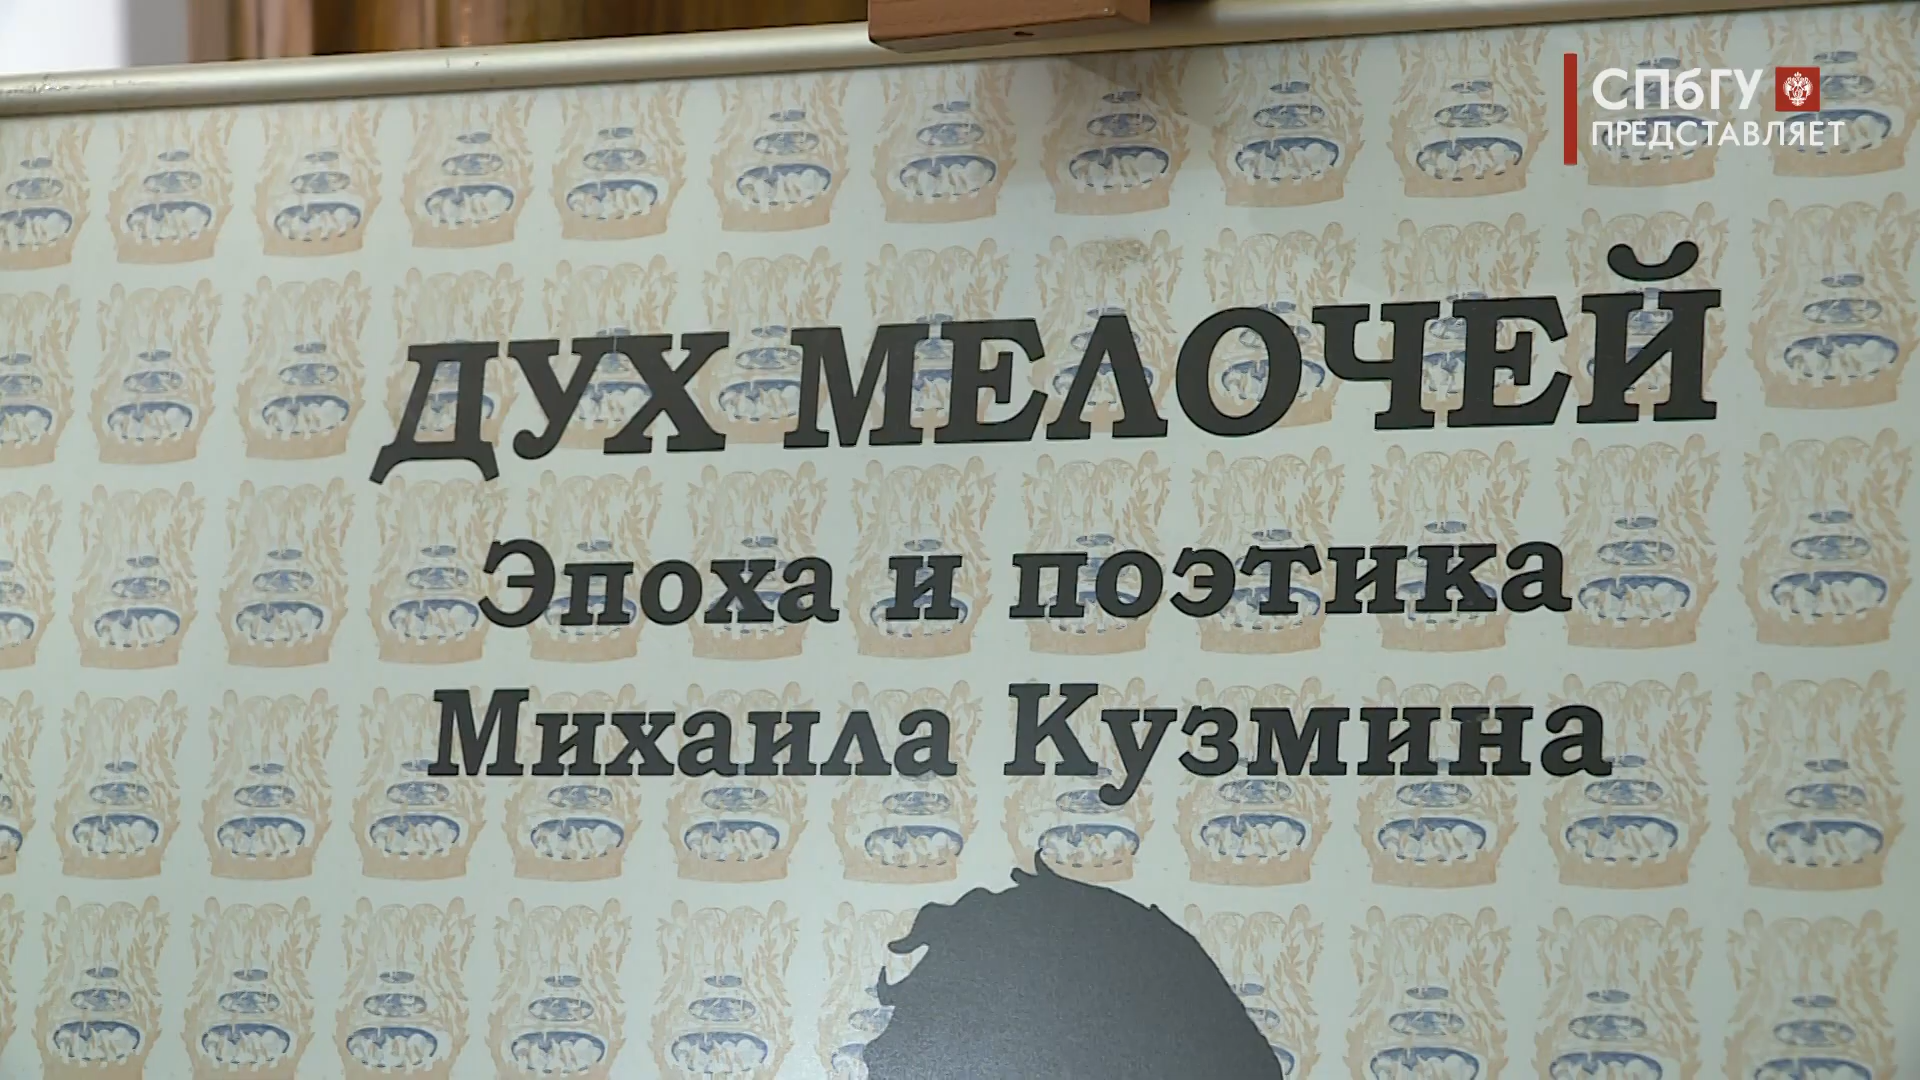 СПбГУ
ПРЕДСТАВЛЯЕТ
ДУХ МЕЛОЧЕЙ
Эпоха и поэтика
Михаила Кузмина